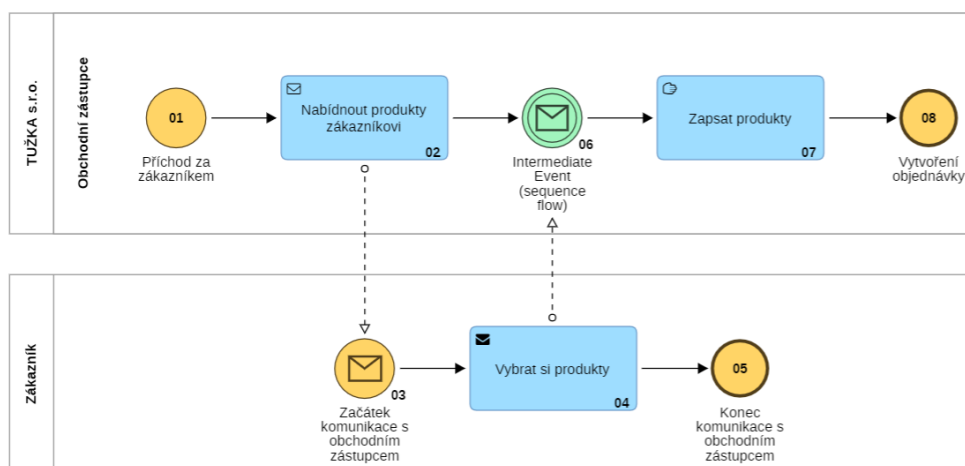 TUŽKA s.r.o.
Obchodní zástupce
01
Příchod za
zákazníkem
Nabídnout produkty
zákazníkovi
02
06
Intermediate
Event
(sequence
flow)
Zapsat produkty
07
08
Vytvoření
objednávky
Zákazník
03
Začátek
komunikace s
obchodním
zástupcem
Vybrat si produkty
04
05
Konec
komunikace s
obchodním
zástupcem